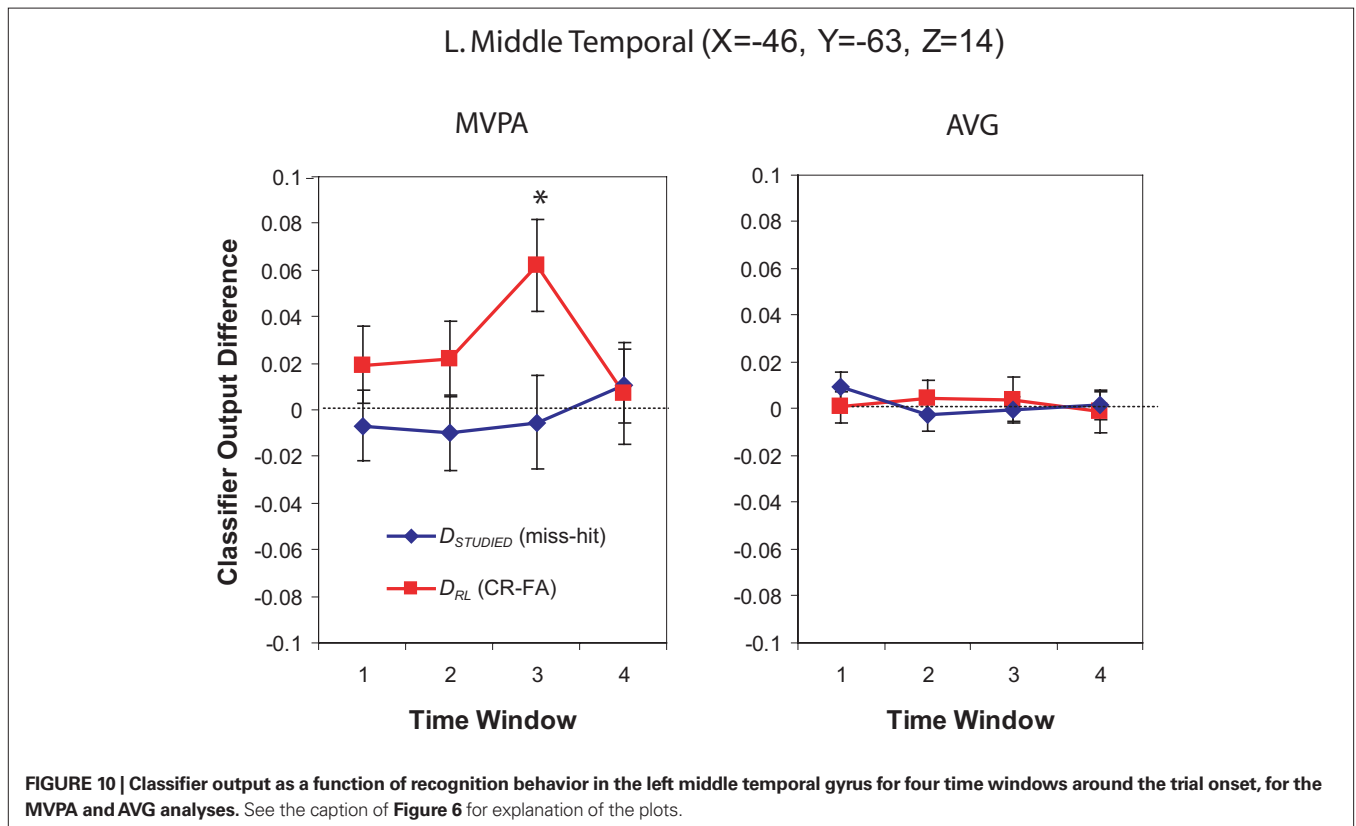 L. Middle Temporal (X=-46, Y=-63, Z=14)
MVPA
AVG
Classifier Output Difference
0.1
0.08
0.06
0.04
0.02
0
-0.02
-0.04
-0.06
-0.08
-0.1
*
D_STUDIED (miss-hit)
D_RL (CR-FA)
1 2 3 4
Time Window
0.1
0.08
0.06
0.04
0.02
0
-0.02
-0.04
-0.06
-0.08
-0.1
1 2 3 4
Time Window
FIGURE 10 | Classifier output as a function of recognition behavior in the left middle temporal gyrus for four time windows around the trial onset, for the
MVPA and AVG analyses. See the caption of Figure 6 for explanation of the plots.